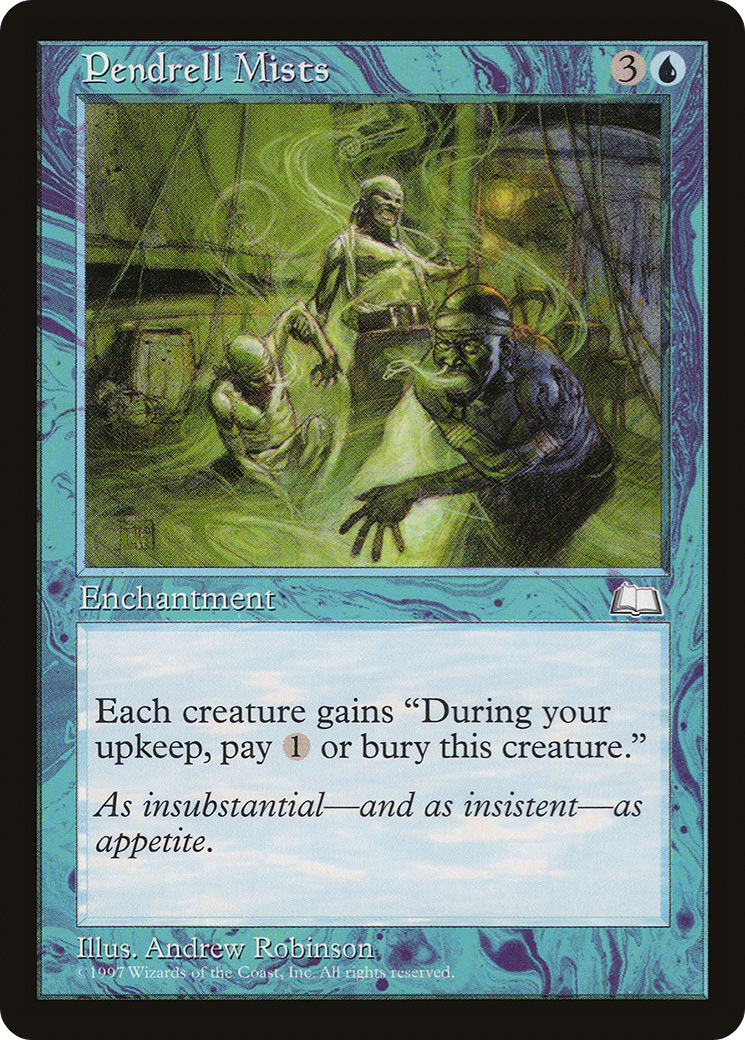 Pendrell Mists 3
Enchantment
Each creature gains “During your
upkeep, pay 1 or bury this creature.”
As insubstantial—and as insistent—as
appetite.
Illus. Andrew Robinson
©1997 Wizards of the Coast, Inc. All rights reserved.